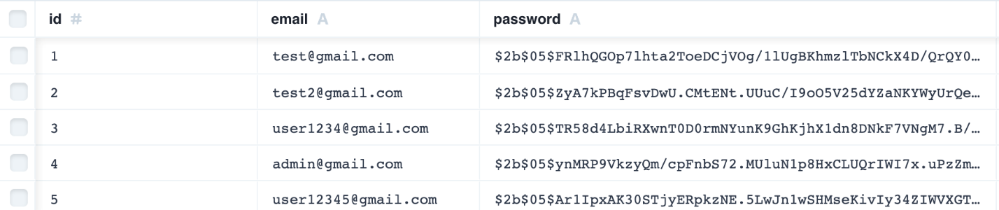 id # email A password A
1 test@gmail.com $2b$05$FRlhQGOp7lhta2ToeDCjVOg/1lUgBKhmzlTbNCkX4D/QrQY0…
2 test2@gmail.com $2b$05$ZyA7kPBqFsvDwU.CMtENt.UUuC/I9oO5V25dYZaNKYWyUrQe…
3 user1234@gmail.com $2b$05$TR58d4LbiRXwnT0D0rmNYunK9GhKjhX1dn8DNkF7VNgM7.B/…
4 admin@gmail.com $2b$05$ynMRP9VkzyQm/cpFnbS72.MUluN1p8HxCLUQrIWI7x.uPzZm…
5 user12345@gmail.com $2b$05$Ar1IpxAK30STjyERpkzNE.5LwJn1wSHMseKivIy34ZIWVXGT…